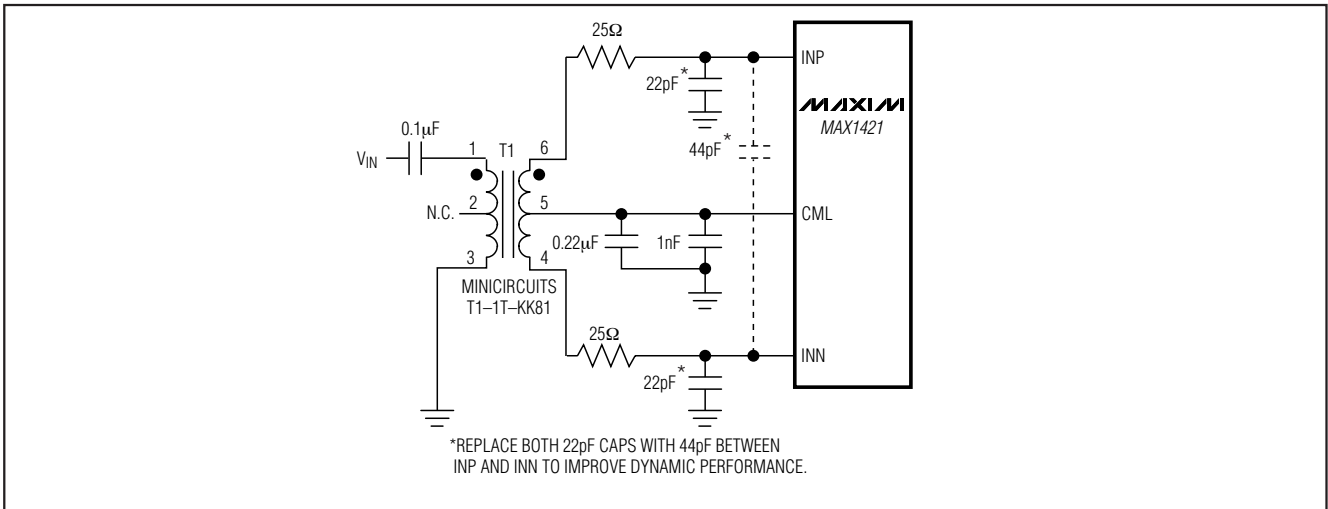 25Ω
INP
22pF*
MAXIM
MAX1421
0.1μF
1 T1 6
44pF*
VIN
N.C. 2 5
CML
0.22μF 1nF
3 4
MINICIRCUITS
T1–1T–KK81
25Ω
INN
22pF*
*REPLACE BOTH 22pF CAPS WITH 44pF BETWEEN
INP AND INN TO IMPROVE DYNAMIC PERFORMANCE.